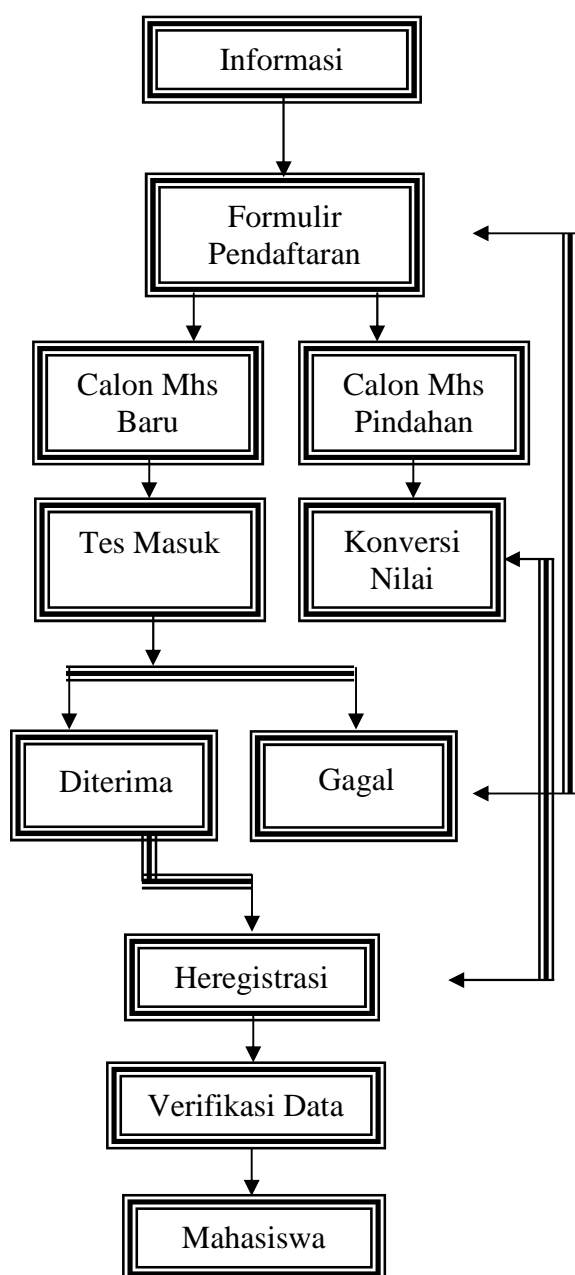 Informasi
Formulir
Pendaftaran
Calon Mhs
Baru
Calon Mhs
Pindahan
Tes Masuk
Konversi
Nilai
Diterima
Gagal
Heregistrasi
Verifikasi Data
Mahasiswa